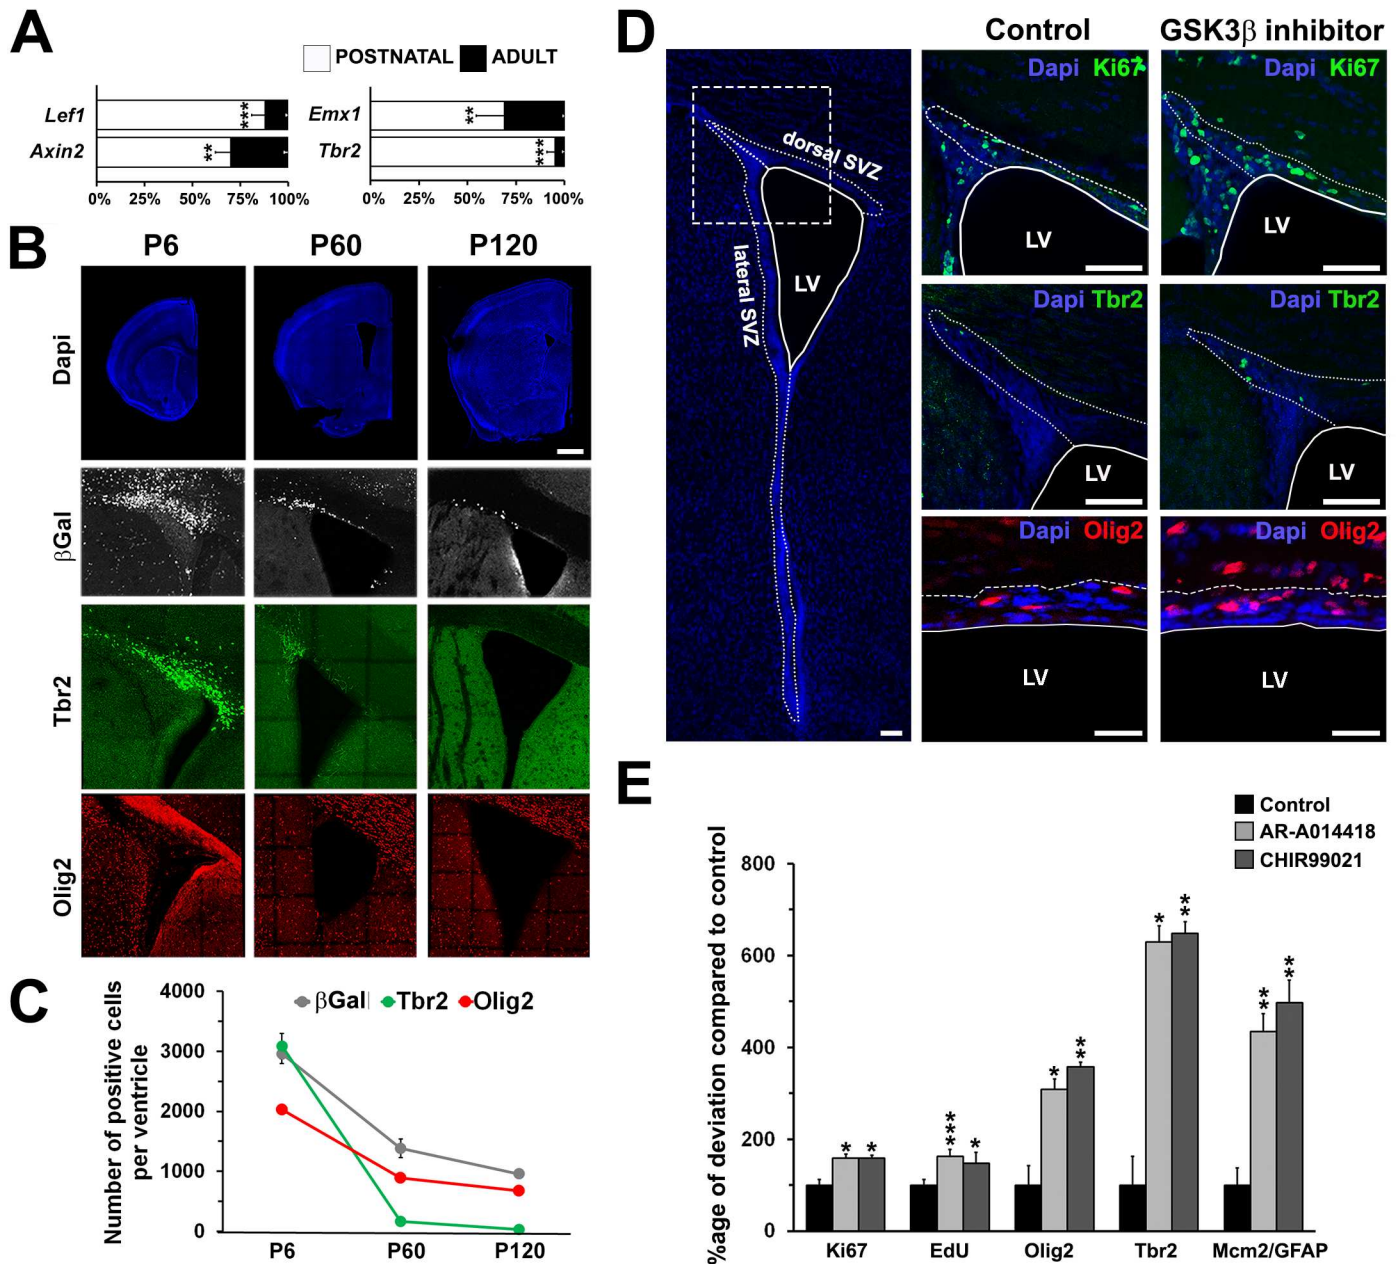 A
POSTNATAL ADULT
Lef1 ***
Axin2 **
0% 25% 50% 75% 100%
Emx1 **
Tbr2 ***
0% 25% 50% 75% 100%
B
P6 P60 P120
Dapi
βGal
Tbr2
Olig2
C
Number of positive cells
per ventricle
βGal Tbr2 Olig2
4000
3000
2000
1000
0
P6 P60 P120
D
Control GSK3β inhibitor
dorsal SVZ
lateral SVZ
LV
Dapi Ki67
LV
Dapi Ki67
LV
Dapi Tbr2
LV
Dapi Tbr2
LV
Dapi Olig2
LV
Dapi Olig2
LV
E
Control
AR-A014418
CHIR99021
%age of deviation compared to control
800
600
400
200
0
* * *** * * ** * ** ** **
Ki67 EdU Olig2 Tbr2 Mcm2/GFAP